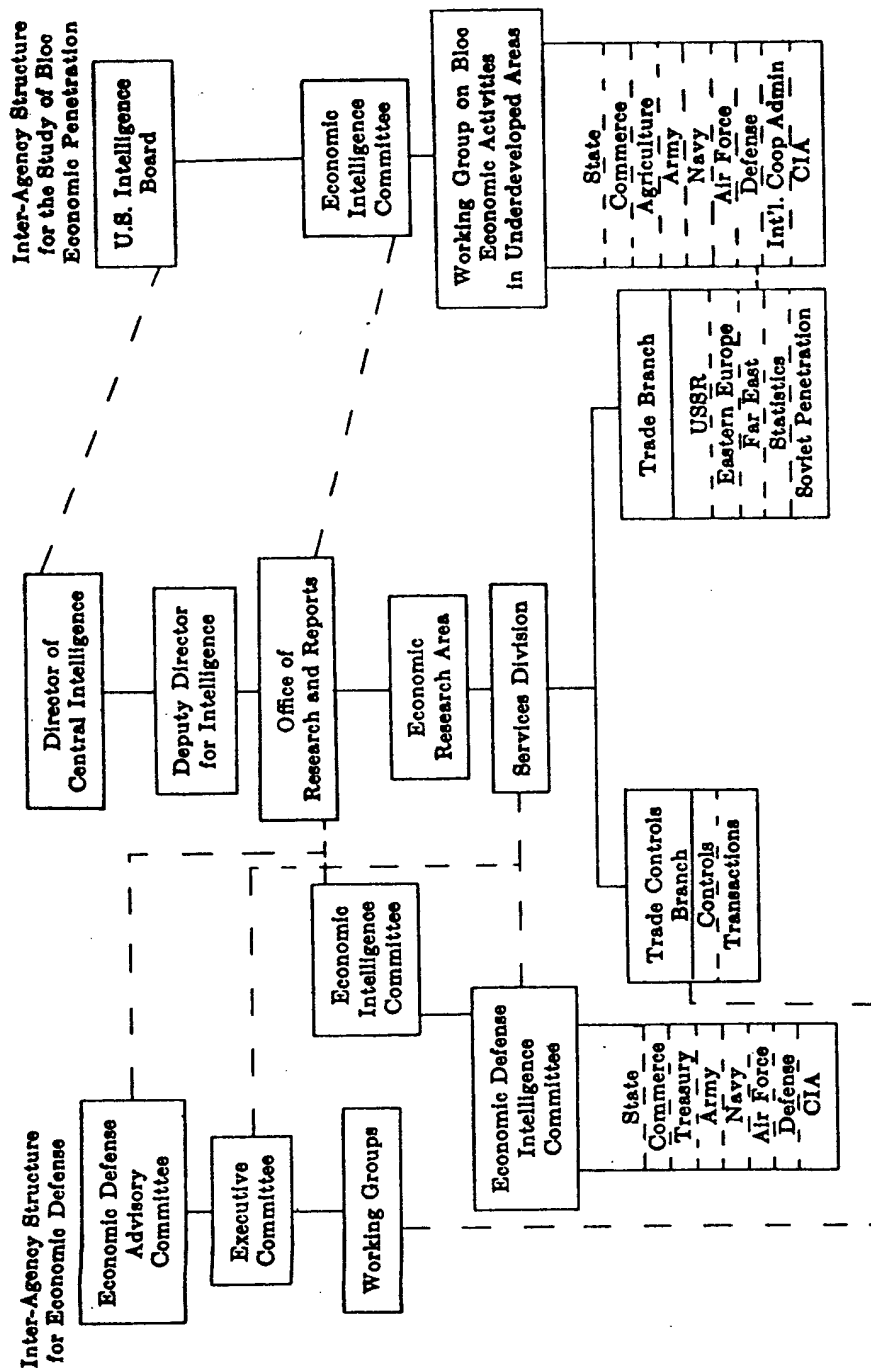 Inter-Agency Structure
for Economic Defense
Economic Defense
Advisory
Committee
Executive
Committee
Working Groups
Economic
Intelligence
Committee
Economic Defense
Intelligence
Committee
State
Commerce
Treasury
Army
Navy
Air Force
Defense
CIA
Director of
Central Intelligence
Deputy Director
for Intelligence
Office of
Research and Reports
Economic
Research Area
Services Division
Trade Controls
Branch
Controls
Transactions
Trade Branch
USSR
Eastern Europe
Far East
Statistics
Soviet Penetration
Inter-Agency Structure
for the Study of Bloc
Economic Penetration
U.S. Intelligence
Board
Economic
Intelligence
Committee
Working Group on Bloc
Economic Activities
in Underdeveloped Areas
State
Commerce
Agriculture
Army
Navy
Air Force
Defense
Int'l. Coop Admin
CIA